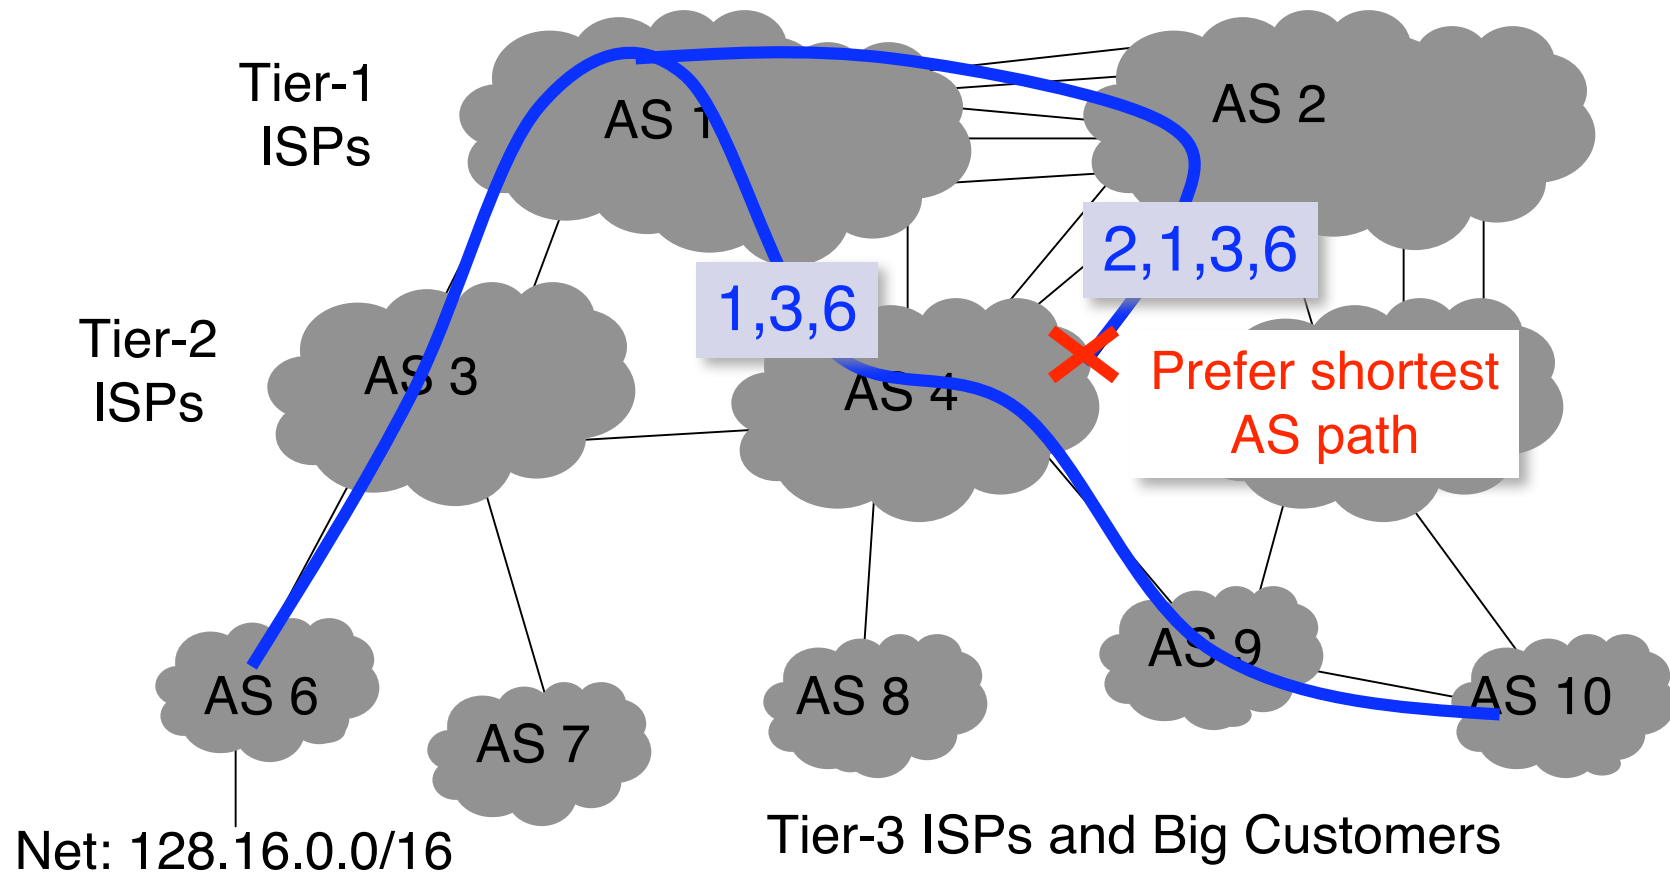 Tier-1
ISPs
AS 1
AS 2
1,3,6
2,1,3,6
Tier-2
ISPs
AS 3
AS 4
Prefer shortest
AS path
AS 6
AS 7
AS 8
AS 9
AS 10
Net: 128.16.0.0/16
Tier-3 ISPs and Big Customers